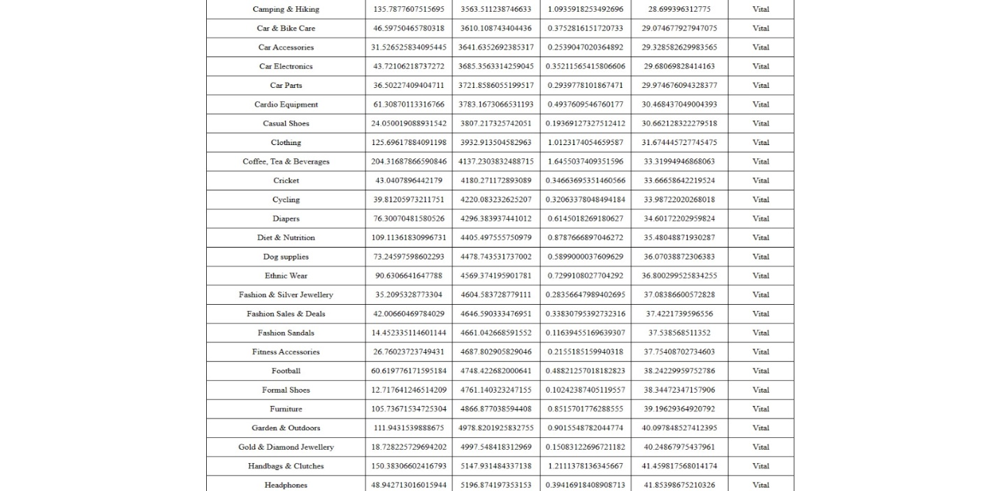 Camping & Hiking 135.7877607515695 3563.511238746633 1.0935918253492696 28.699396312775 Vital
Car & Bike Care 46.59750465780318 3610.108743404436 0.3752816151720733 29.074677927947075 Vital
Car Accessories 31.526525834095445 3641.6352692385317 0.2539047020364892 29.328582629983565 Vital
Car Electronics 43.72106218737272 3685.3563314259045 0.35211565415806606 29.68069828414163 Vital
Car Parts 36.50227409404711 3721.8586055199517 0.2939778101867471 29.974676094328377 Vital
Cardio Equipment 61.30870113316766 3783.1673066531193 0.4937609546760177 30.468437049004393 Vital
Casual Shoes 24.050019088931542 3807.217325742051 0.19369127327512412 30.662128322279518 Vital
Clothing 125.69617884091198 3932.913504582963 1.0123174054659587 31.674445727745475 Vital
Coffee, Tea & Beverages 204.31687866590846 4137.2303832488715 1.6455037409351596 33.31994946868063 Vital
Cricket 43.0407896442179 4180.271172893089 0.34663695351460566 33.66658642219524 Vital
Cycling 39.81205973211751 4220.083232625207 0.32063378048494184 33.98722020268018 Vital
Diapers 76.30070481580526 4296.383937441012 0.6145018269180627 34.60172202959824 Vital
Diet & Nutrition 109.11361830996731 4405.497555750979 0.8787666897046272 35.48048871930287 Vital
Dog supplies 73.24597598602293 4478.743531737002 0.5899000037609629 36.07038872306383 Vital
Ethnic Wear 90.6306641647788 4569.374195901781 0.7299108027704292 36.800299525834255 Vital
Fashion & Silver Jewellery 35.2095328773304 4604.583728779111 0.28356647989402695 37.08386600572828 Vital
Fashion Sales & Deals 42.00660469784029 4646.590333476951 0.33830795392732316 37.4221739596556 Vital
Fashion Sandals 14.452335114601144 4661.042668591552 0.11639455169639307 37.538568511352 Vital
Fitness Accessories 26.76023723749431 4687.802905829046 0.2155185159940318 37.75408702734603 Vital
Football 60.619776171595184 4748.422682000641 0.48821257018182823 38.24229959752786 Vital
Formal Shoes 12.717641246514209 4761.140323247155 0.10242387405119557 38.34472347157906 Vital
Furniture 105.73671534725304 4866.877038594408 0.8515701776288555 39.19629364920792 Vital
Garden & Outdoors 111.9431539888675 4978.8201925832755 0.9015548782044774 40.097848527412395 Vital
Gold & Diamond Jewellery 18.728225729694202 4997.548418312969 0.15083122696721182 40.24867975437961 Vital
Handbags & Clutches 150.38306602416793 5147.931484337138 1.2111378136345667 41.459817568014174 Vital
Headphones 48.942713016015944 5196.874197353153 0.39416918408908713 41.85398675210326 Vital